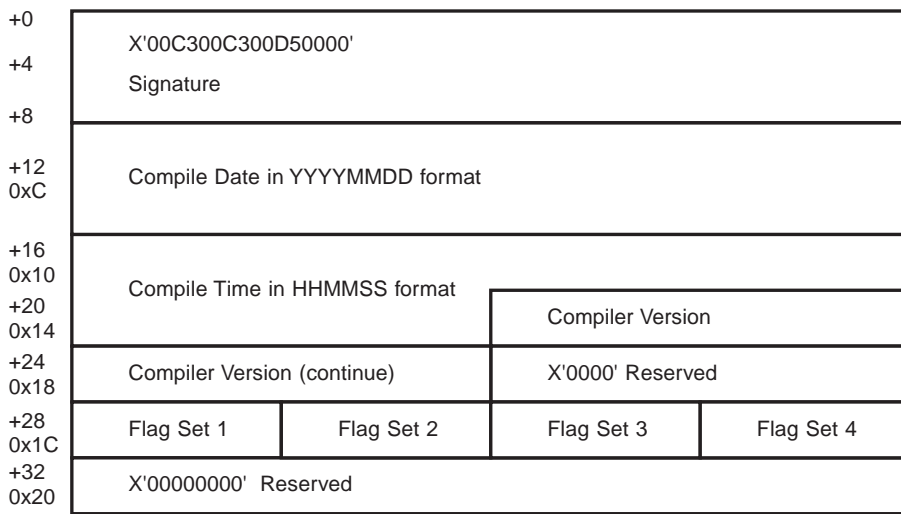 +0
X'00C300C300D50000'
+4
Signature
+8
+12
0xC
Compile Date in YYYYMMDD format
+16
0x10
Compile Time in HHMMSS format
+20
0x14
Compiler Version
+24
0x18
Compiler Version (continue)
X'0000' Reserved
+28
0x1C
Flag Set 1
Flag Set 2
Flag Set 3
Flag Set 4
+32
0x20
X'00000000' Reserved